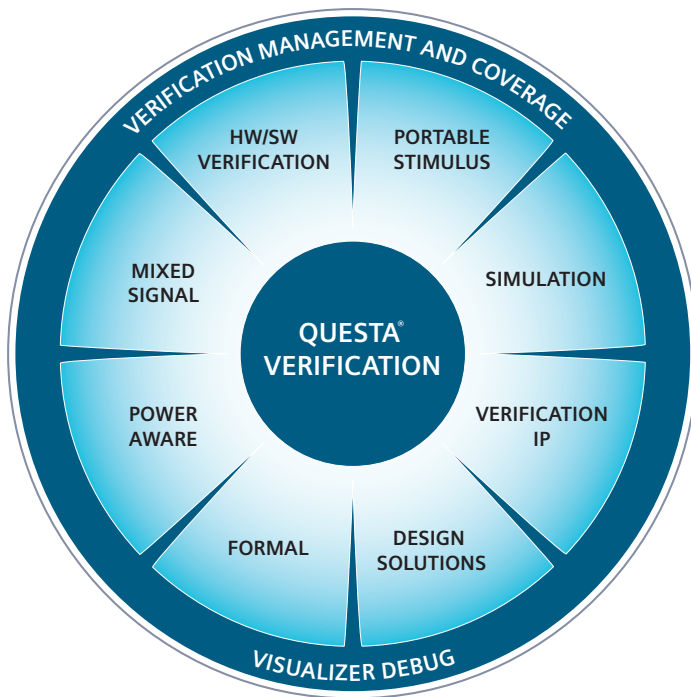 VERIFICATION MANAGEMENT AND COVERAGE
HW/SW
VERIFICATION
PORTABLE
STIMULUS
MIXED
SIGNAL
SIMULATION
QUESTA®
VERIFICATION
POWER
AWARE
VERIFICATION
IP
FORMAL
DESIGN
SOLUTIONS
VISUALIZER DEBUG